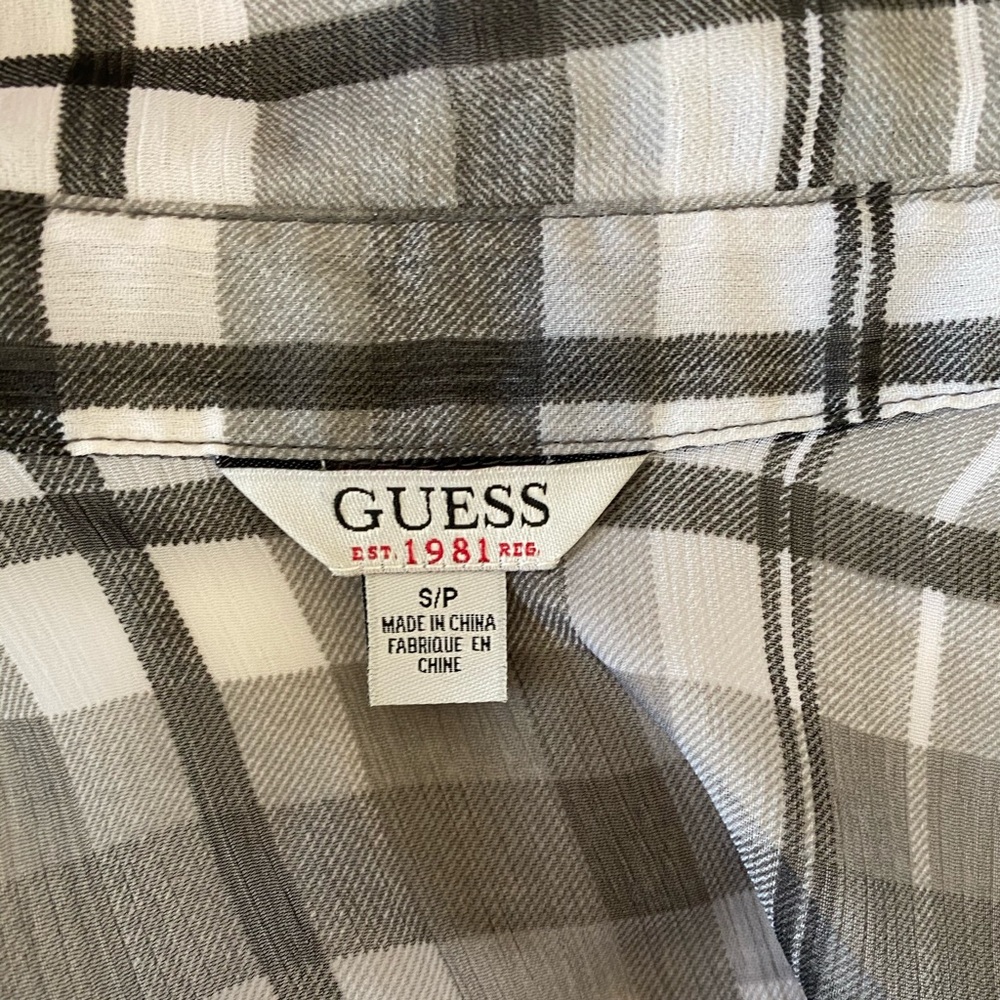 GUESS
EST. 1981 REG.
S/P
MADE IN CHINA
FABRIQUE EN
CHINE